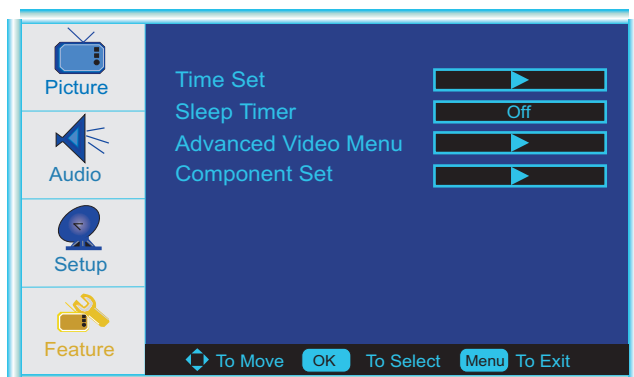 Picture
Audio
Setup
Feature
Time Set
Sleep Timer Off
Advanced Video Menu
Component Set
To Move OK To Select Menu To Exit